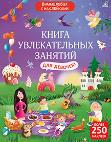 Виммельбух с наклейками
КНИГА
УВЛЕКАТЕЛЬНЫХ
ЗАНЯТИЙ
ДЛЯ ДЕВОЧЕК
БОЛЕЕ
250
НАКЛЕЕК